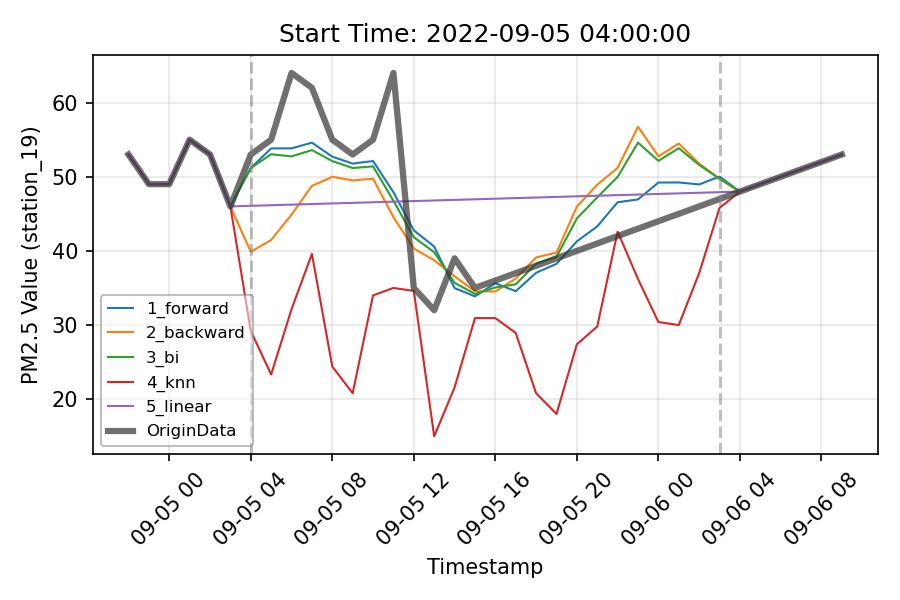 Start Time: 2022-09-05 04:00:00
PM2.5 Value (station_19)
60
50
40
30
20
1_forward
2_backward
3_bi
4_knn
5_linear
OriginData
09-05 00
09-05 04
09-05 08
09-05 12
09-05 16
09-05 20
09-06 00
09-06 04
09-06 08
Timestamp